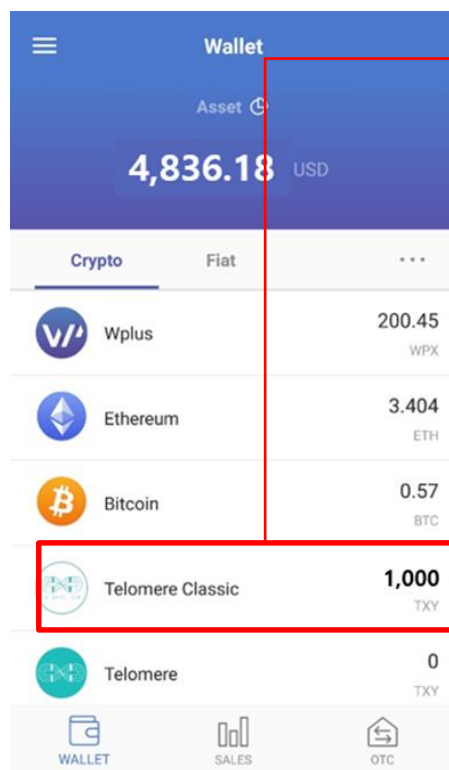 Wallet
Asset
4,836.18 USD
Crypto Fiat ...
Wplus 200.45
WPX
Ethereum 3.404
ETH
Bitcoin 0.57
BTC
Telomere Classic 1,000
TXY
Telomere 0
TXY
WALLET SALES OTC